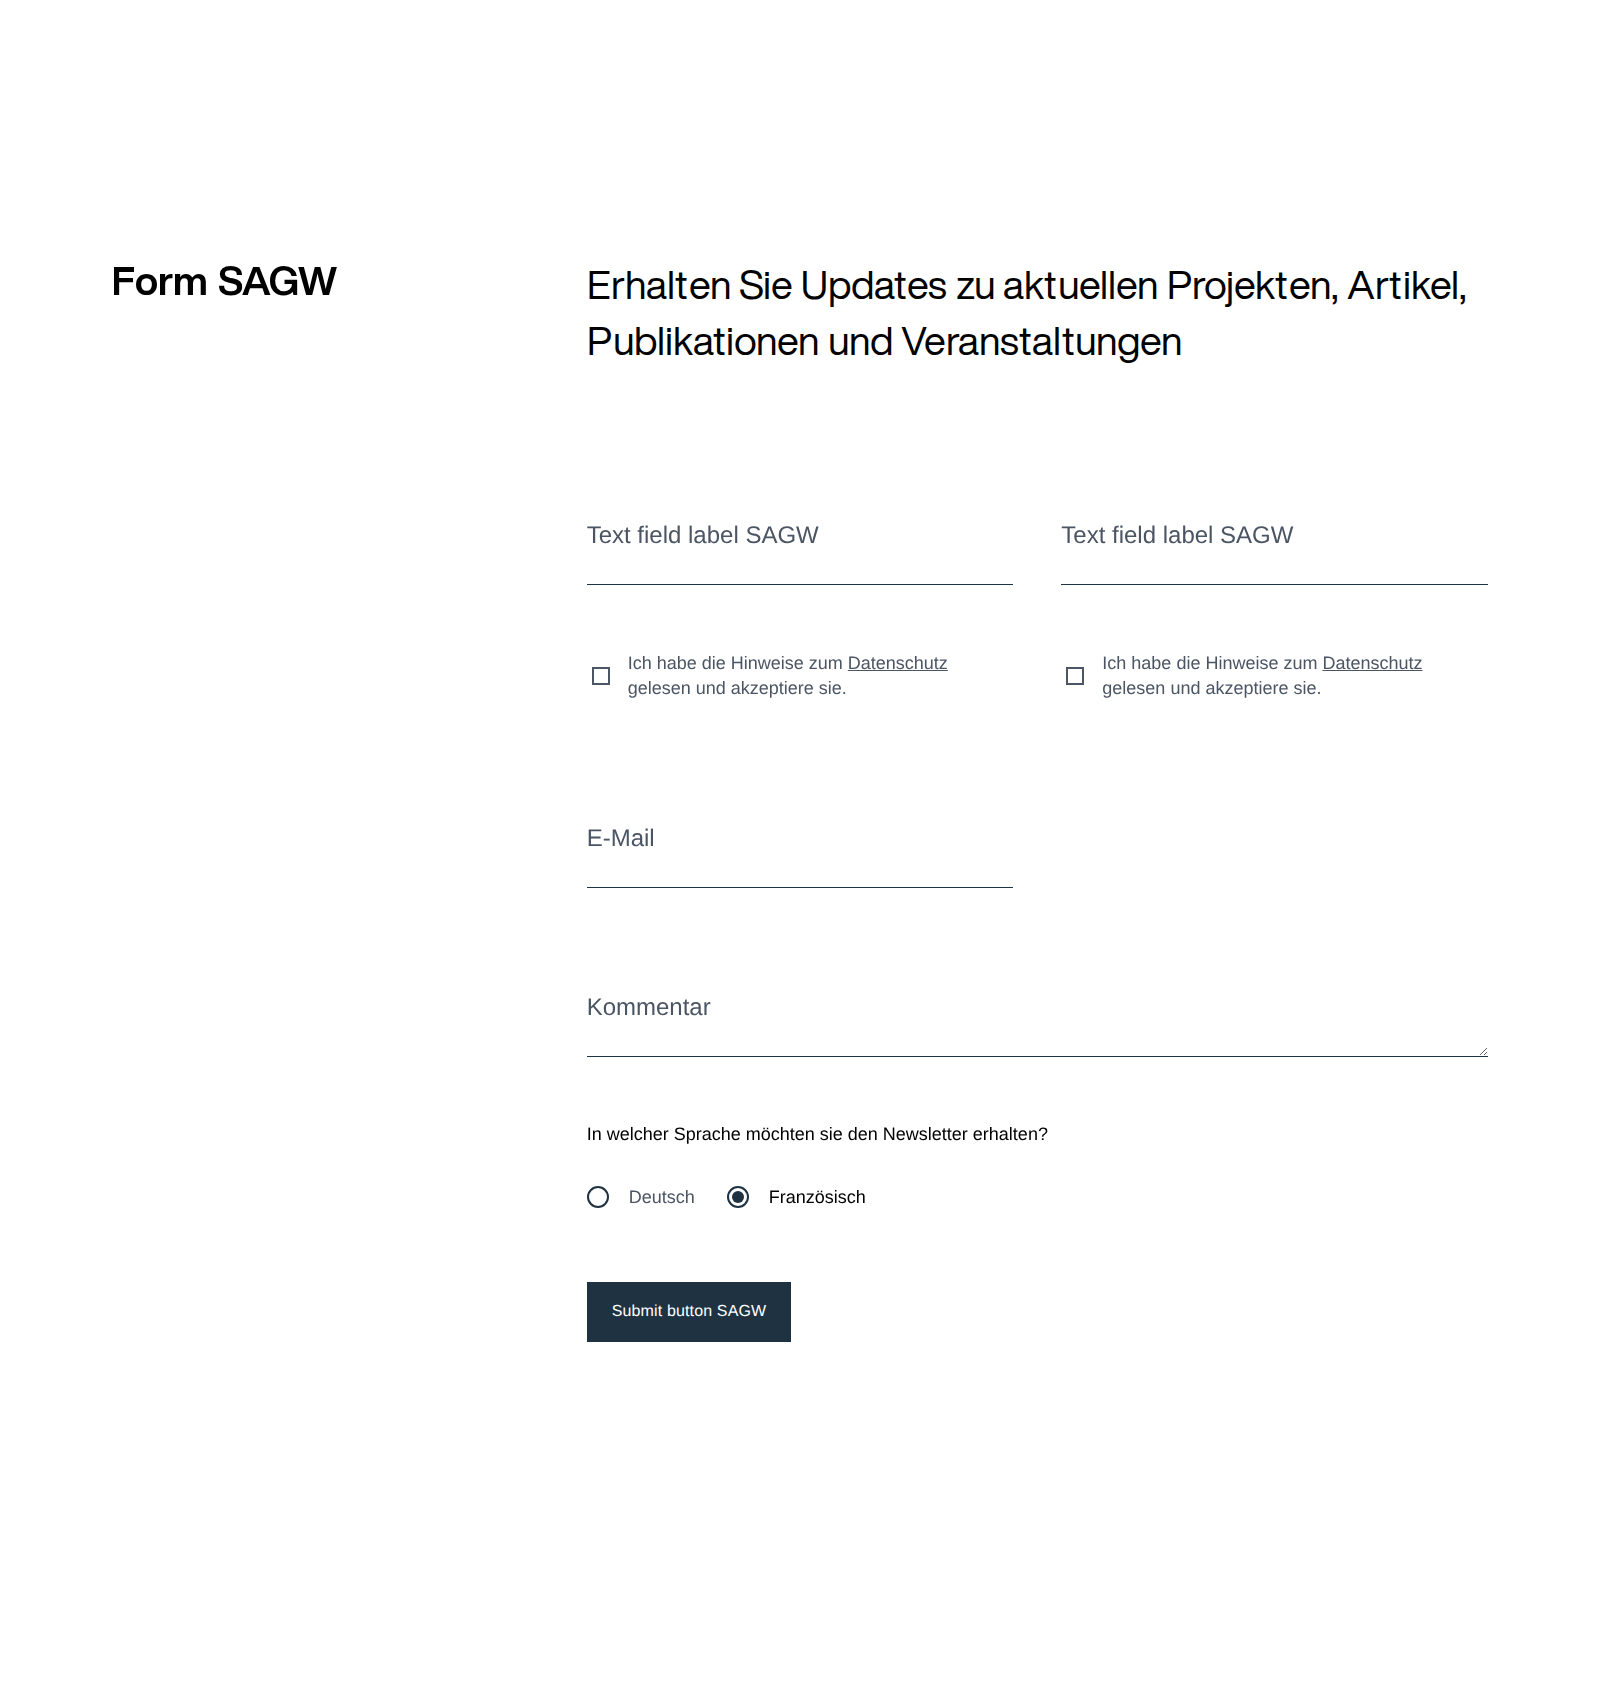 Form SAGW
Erhalten Sie Updates zu aktuellen Projekten, Artikel,
Publikationen und Veranstaltungen
Text field label SAGW
Text field label SAGW
Ich habe die Hinweise zum Datenschutz
gelesen und akzeptiere sie.
Ich habe die Hinweise zum Datenschutz
gelesen und akzeptiere sie.
E-Mail
Kommentar
In welcher Sprache möchten sie den Newsletter erhalten?
Deutsch
Französisch
Submit button SAGW